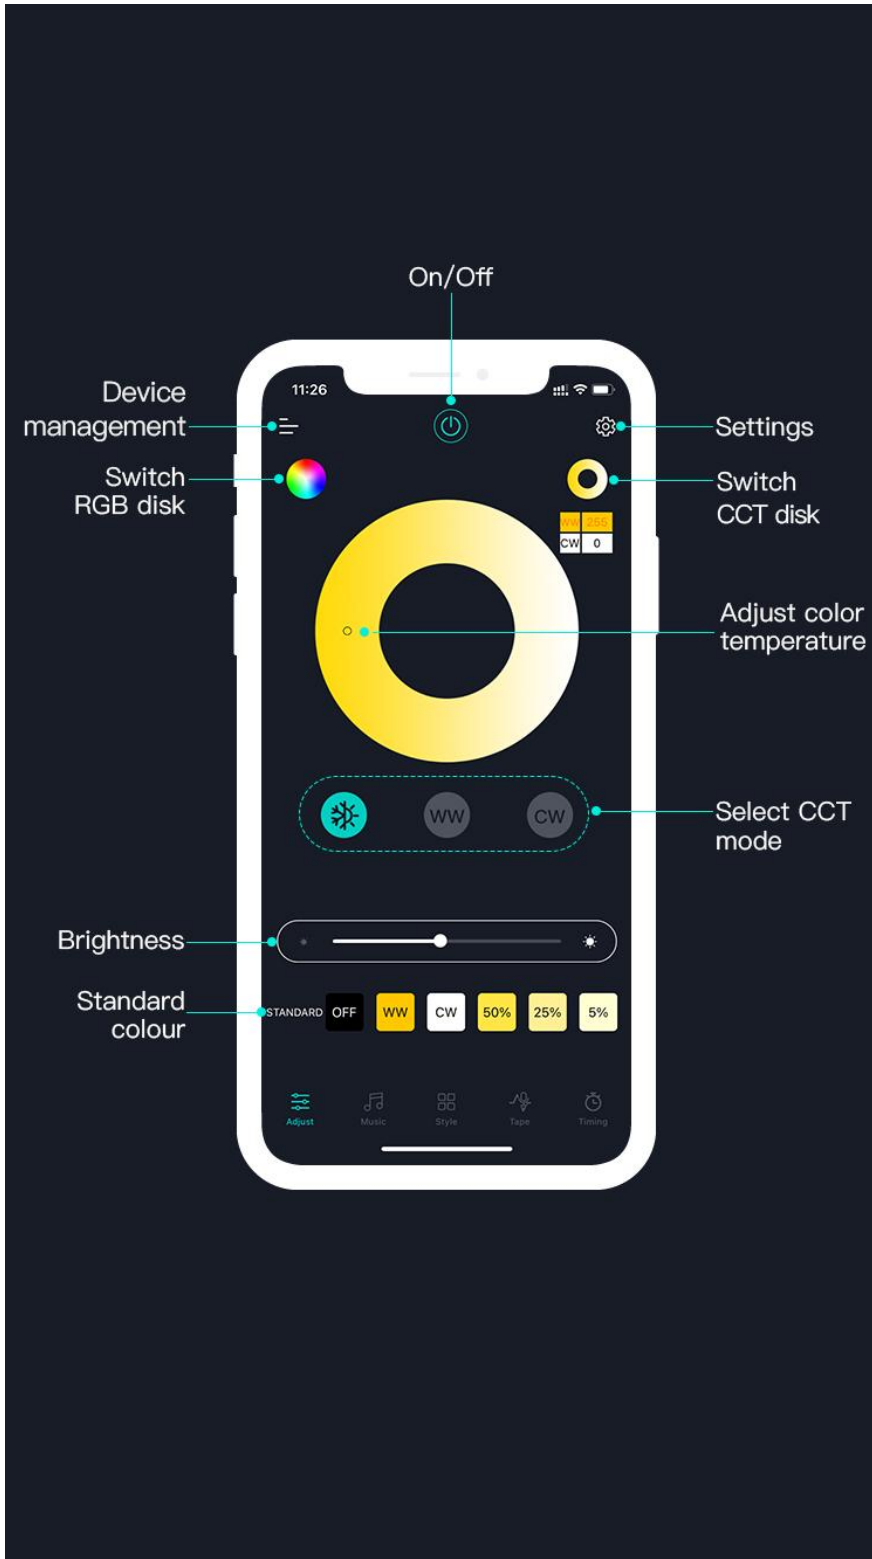 On/Off
Device
management
Switch
RGB disk
Brightness
Standard
colour
11:26
WW 255
CW 0
WW
CW
STANDARD OFF WW CW 50% 25% 5%
Adjust Music Style Tape Timing
Settings
Switch
CCT disk
Adjust color
temperature
Select CCT
mode